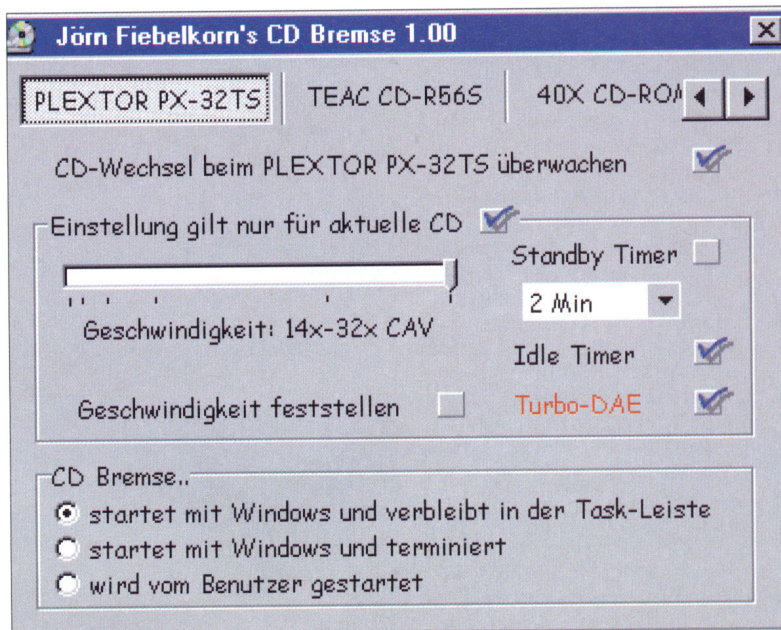 Jörn Fiebelkorn's CD Bremse 1.00
PLEXTOR PX-32TS
TEAC CD-R56S
40X CD-ROM
CD-Wechsel beim PLEXTOR PX-32TS überwachen
Einstellung gilt nur für aktuelle CD
Standby Timer
2 Min
Geschwindigkeit: 14x-32x CAV
Idle Timer
Geschwindigkeit feststellen
Turbo-DAE
CD Bremse..
startet mit Windows und verbleibt in der Task-Leiste
startet mit Windows und terminiert
wird vom Benutzer gestartet